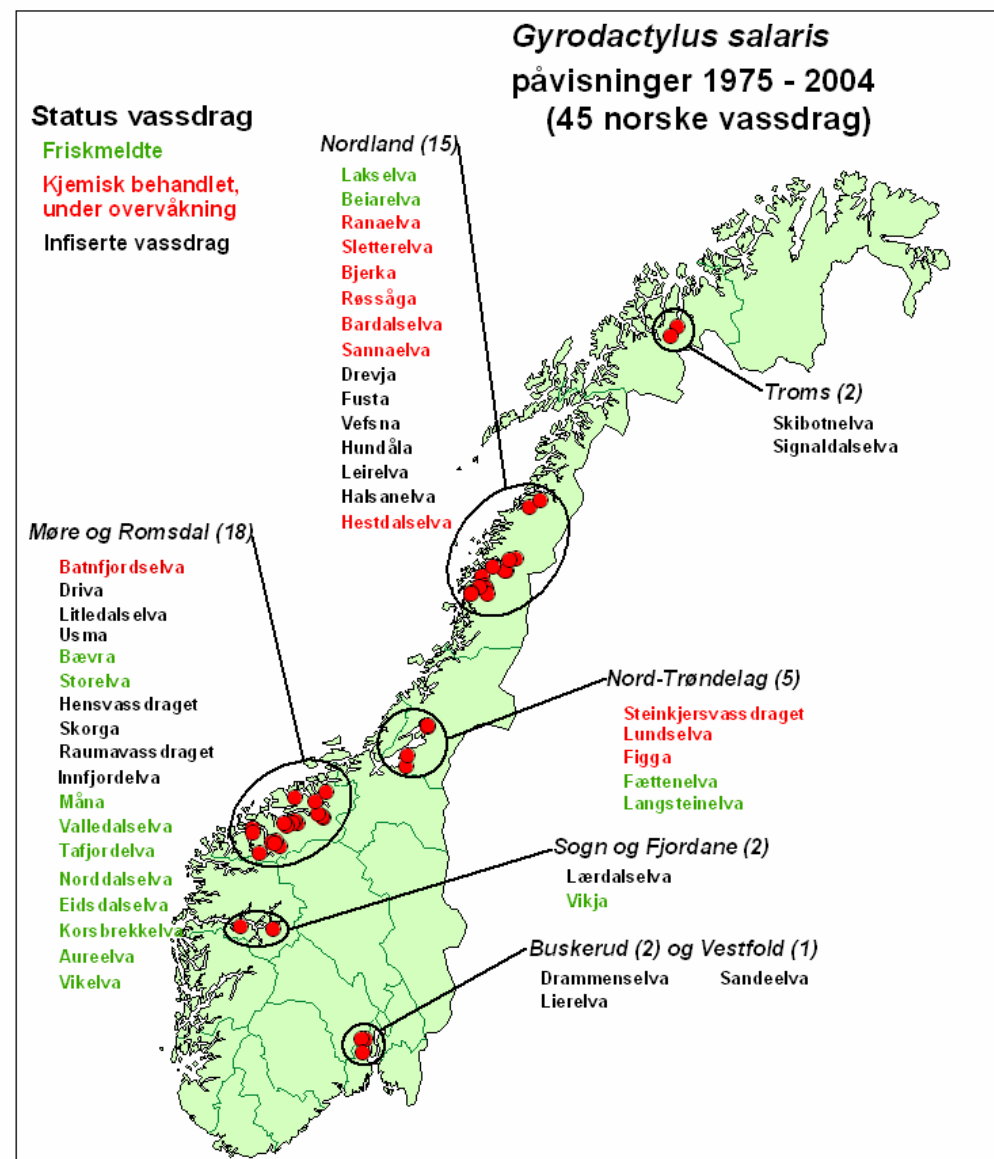 Gyrodactylus salaris
påvisninger 1975 - 2004
(45 norske vassdrag)
Status vassdrag
Friskmeldte
Kjemisk behandlet,
under overvåkning
Infiserte vassdrag
Nordland (15)
Lakselva
Beiarelva
Ranaelva
Sletterelva
Bjerka
Røssåga
Bardalselva
Sannaelva
Drevja
Fusta
Vefsna
Hundåla
Leirelva
Halsanelva
Hestdalselva
Troms (2)
Skibotnelva
Signaldalselva
Møre og Romsdal (18)
Batnfjordselva
Driva
Litledalselva
Usma
Bævra
Storelva
Hensvassdraget
Skorga
Raumavassdraget
Innfjordelva
Måna
Valledalselva
Tafjordelva
Norddalselva
Eidsdalselva
Korsbrekkelva
Aureelva
Vikelva
Nord-Trøndelag (5)
Steinkjersvassdraget
Lundselva
Figga
Fættenelva
Langsteinelva
Sogn og Fjordane (2)
Lærdalselva
Vikja
Buskerud (2) og Vestfold (1)
Drammenselva Sandeelva
Lierelva